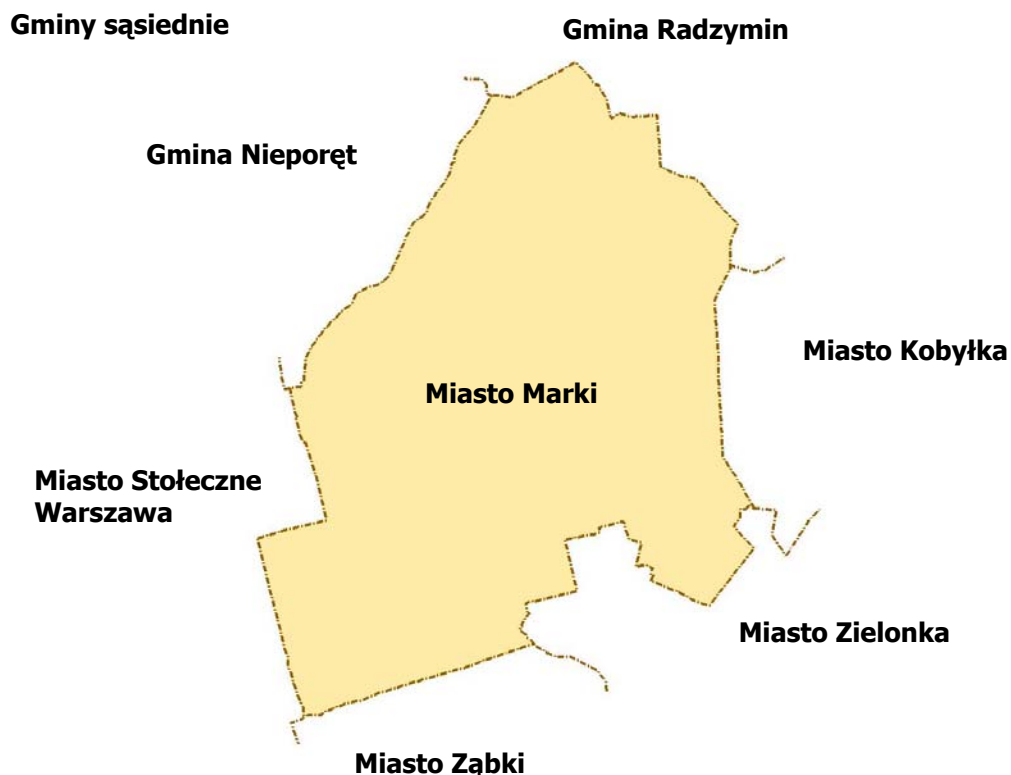 Gminy sąsiednie
Gmina Radzymin
Gmina Nieporęt
Miasto Kobyłka
Miasto Marki
Miasto Stołeczne
Warszawa
Miasto Zielonka
Miasto Ząbki